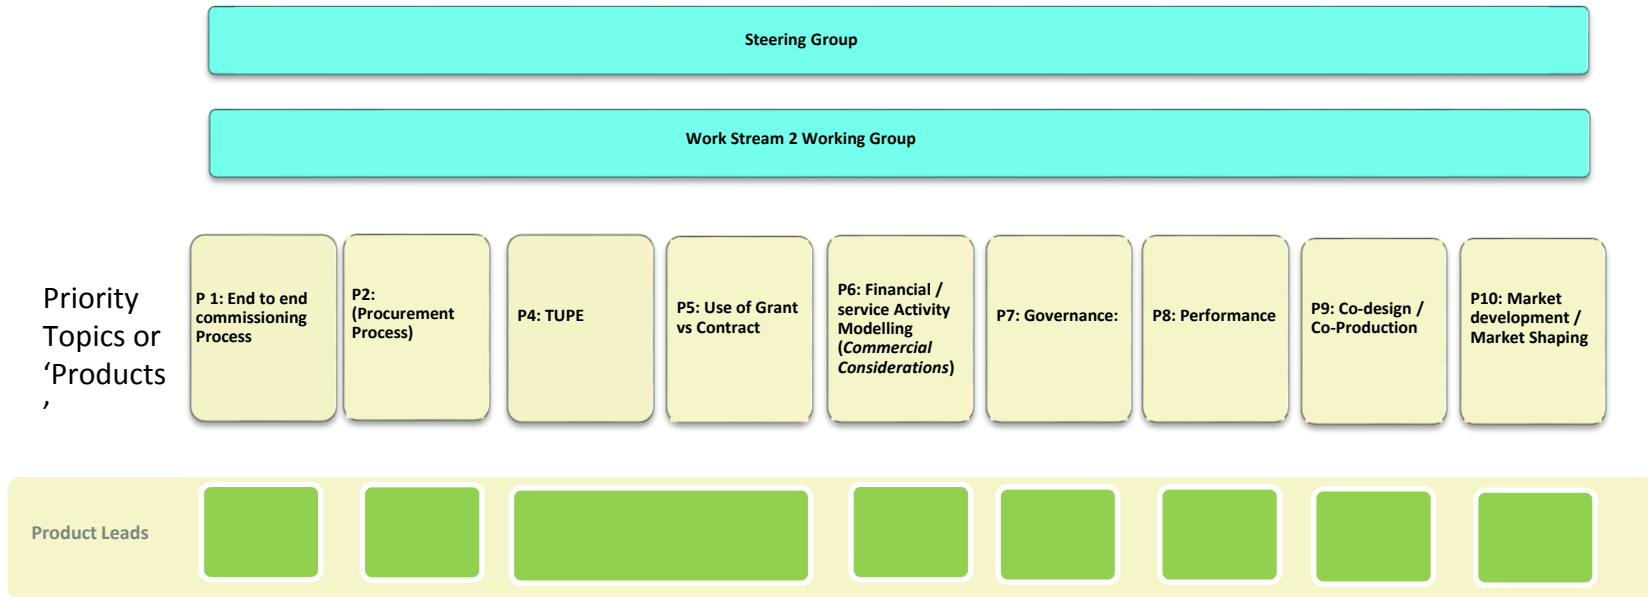 Steering Group
Work Stream 2 Working Group
Priority
Topics or
‘Products
’
P 1: End to end
commissioning
Process
P2:
(Procurement
Process)
P4: TUPE
P5: Use of Grant
vs Contract
P6: Financial /
service Activity
Modelling
(Commercial
Considerations)
P7: Governance:
P8: Performance
P9: Co-design /
Co-Production
P10: Market
development /
Market Shaping
Product Leads